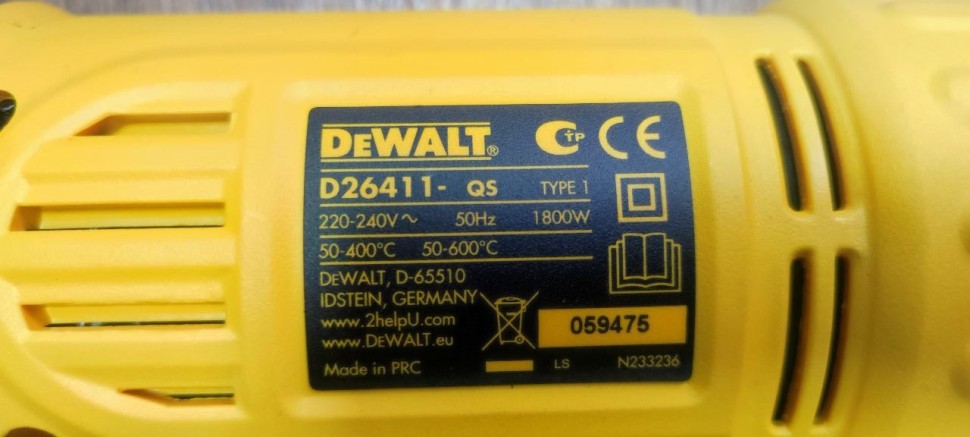 DeWALT®
D26411- QS TYPE 1
220-240V~ 50Hz 1800W
50-400°C 50-600°C
DeWALT, D-65510
IDSTEIN, GERMANY
www.2helpU.com
www.DeWALT.eu
059475
Made in PRC LS N233236